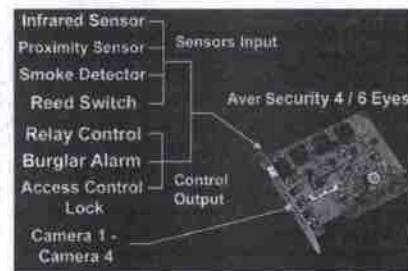 Infrared Sensor
Proximity Sensor
Sensors Input
Smoke Detector
Reed Switch
Aver Security 4 / 6 Eyes
Relay Control
Burglar Alarm
Access Control
Lock
Control
Output
Camera 1 -
Camera 4